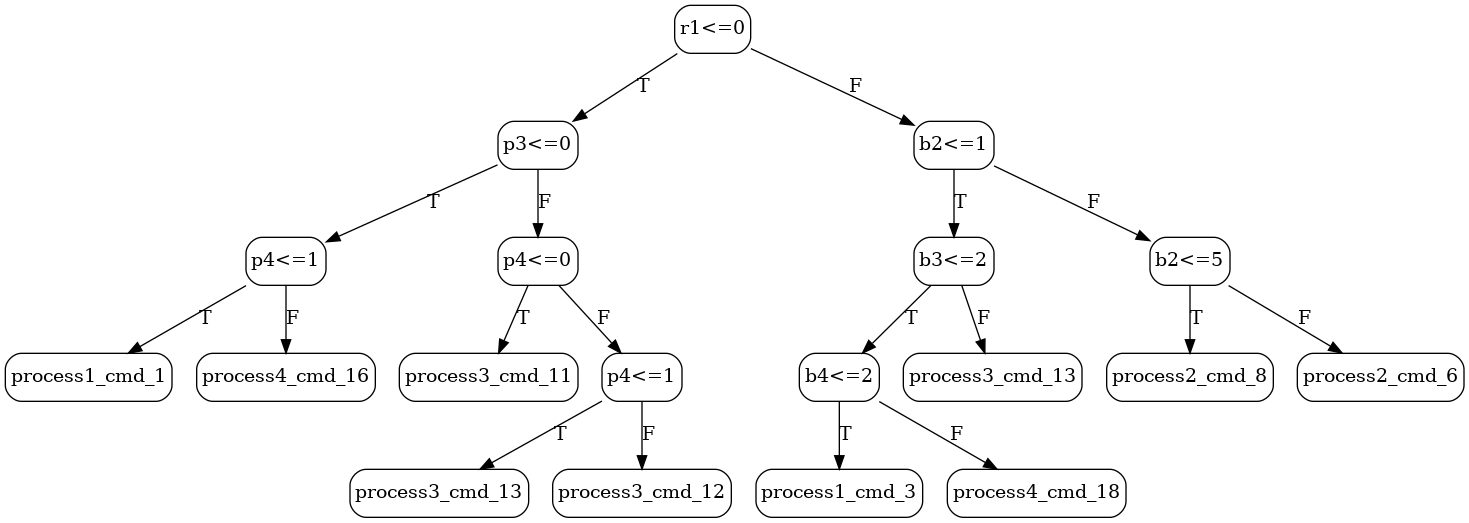 r1<=0
T
F
p3<=0
b2<=1
T
F
T
F
p4<=1
p4<=0
b3<=2
b2<=5
T
F
T
F
T
F
T
F
process1_cmd_1
process4_cmd_16
process3_cmd_11
p4<=1
b4<=2
process3_cmd_13
process2_cmd_8
process2_cmd_6
T
F
T
F
process3_cmd_13
process3_cmd_12
process1_cmd_3
process4_cmd_18